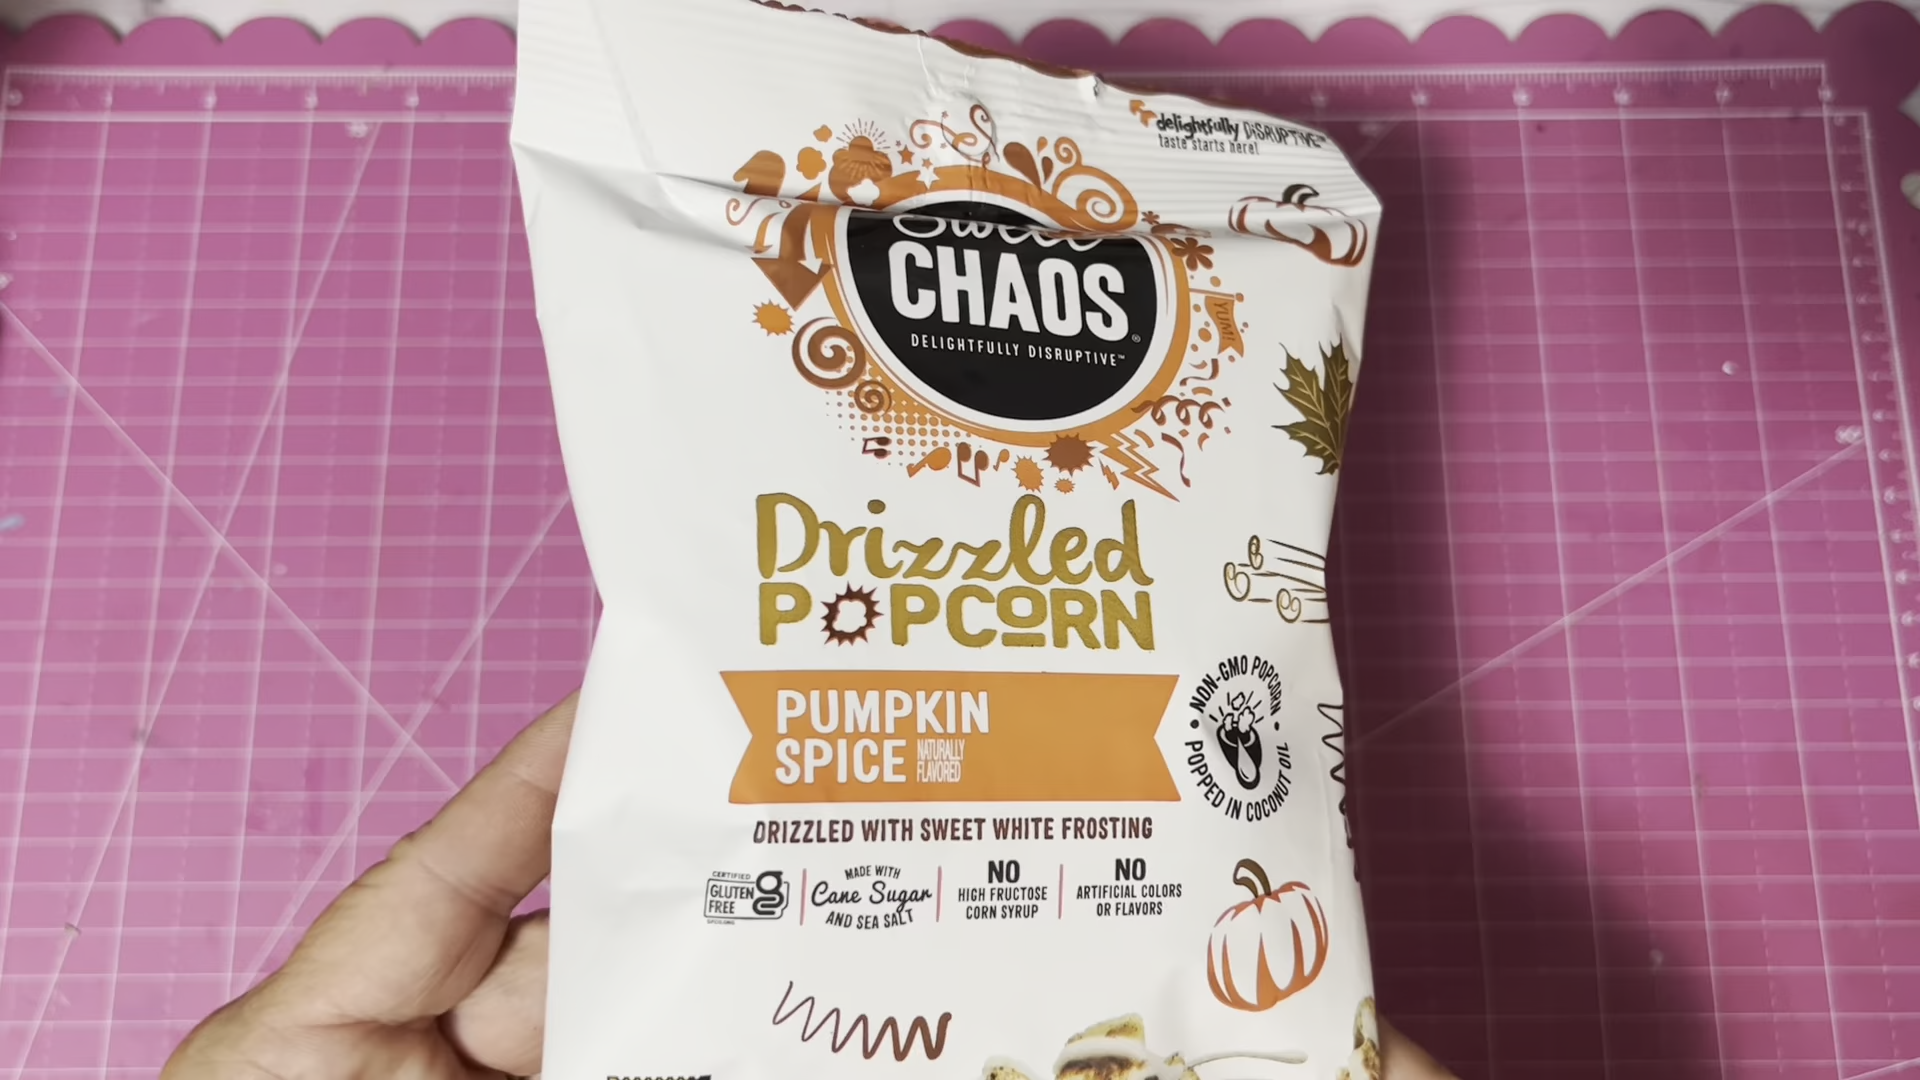 delightfully DiSRUPTiVE™
taste starts here!
Sweet
CHAOS®
DELIGHTFULLY DISRUPTIVE™
YUM!
Drizzled
POPCORN
PUMPKIN
SPICE
NATURALLY
FLAVORED
NON-GMO POPCORN
POPPED IN COCONUT OIL
DRIZZLED WITH SWEET WHITE FROSTING
CERTIFIED
GLUTEN
FREE
MADE WITH
Cane Sugar
AND SEA SALT
NO
HIGH FRUCTOSE
CORN SYRUP
NO
ARTIFICIAL COLORS
OR FLAVORS